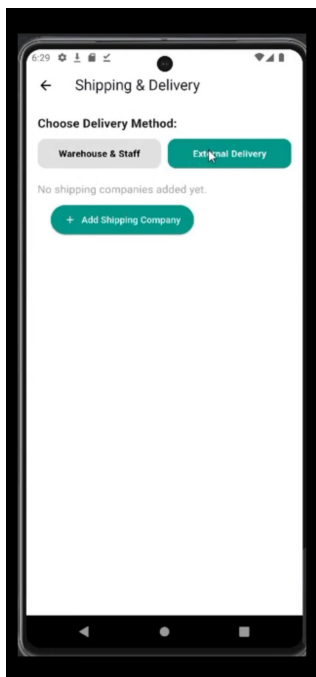 6:29
Shipping & Delivery
Choose Delivery Method:
Warehouse & Staff
External Delivery
No shipping companies added yet.
+ Add Shipping Company